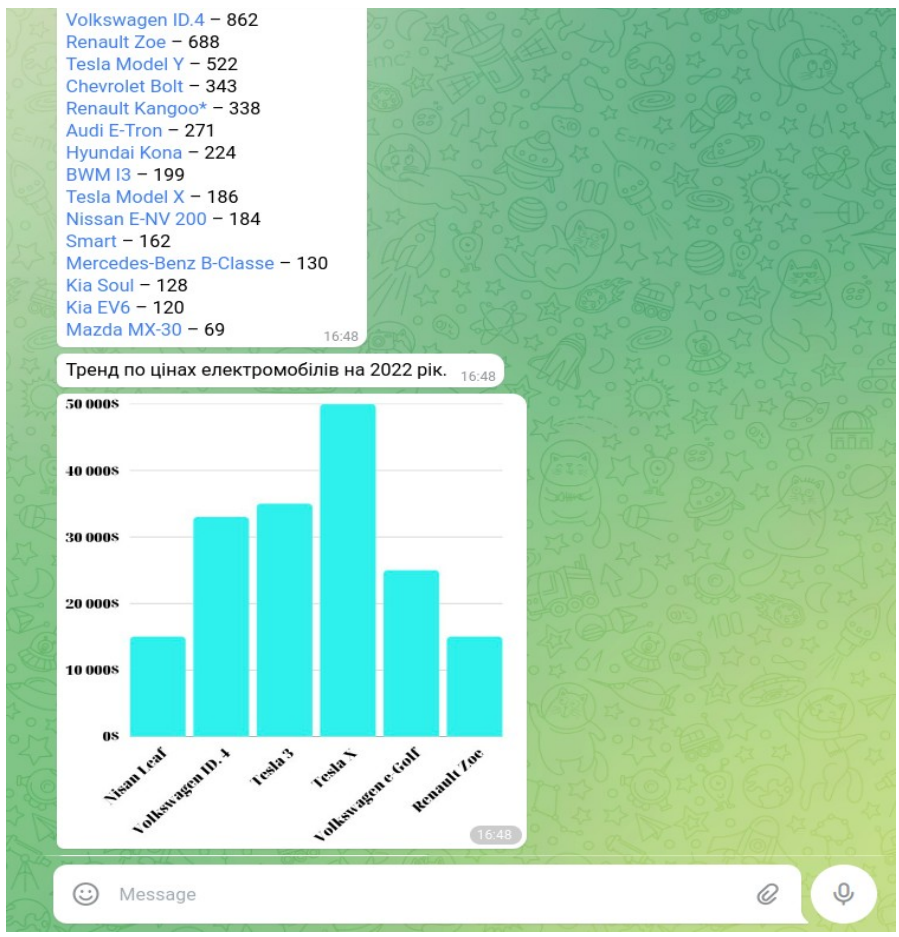 Volkswagen ID.4 – 862
Renault Zoe – 688
Tesla Model Y – 522
Chevrolet Bolt – 343
Renault Kangoo* – 338
Audi E-Tron – 271
Hyundai Kona – 224
BWM I3 – 199
Tesla Model X – 186
Nissan E-NV 200 – 184
Smart – 162
Mercedes-Benz B-Classe – 130
Kia Soul – 128
Kia EV6 – 120
Mazda MX-30 – 69
16:48
Тренд по цінах електромобілів на 2022 рік.
16:48
50 000$
40 000$
30 000$
20 000$
10 000$
0$
Nisan Leaf
Volkswagen ID. 4
Tesla 3
Tesla X
Volkswagen e-Golf
Renault Zoe
16:48
Message